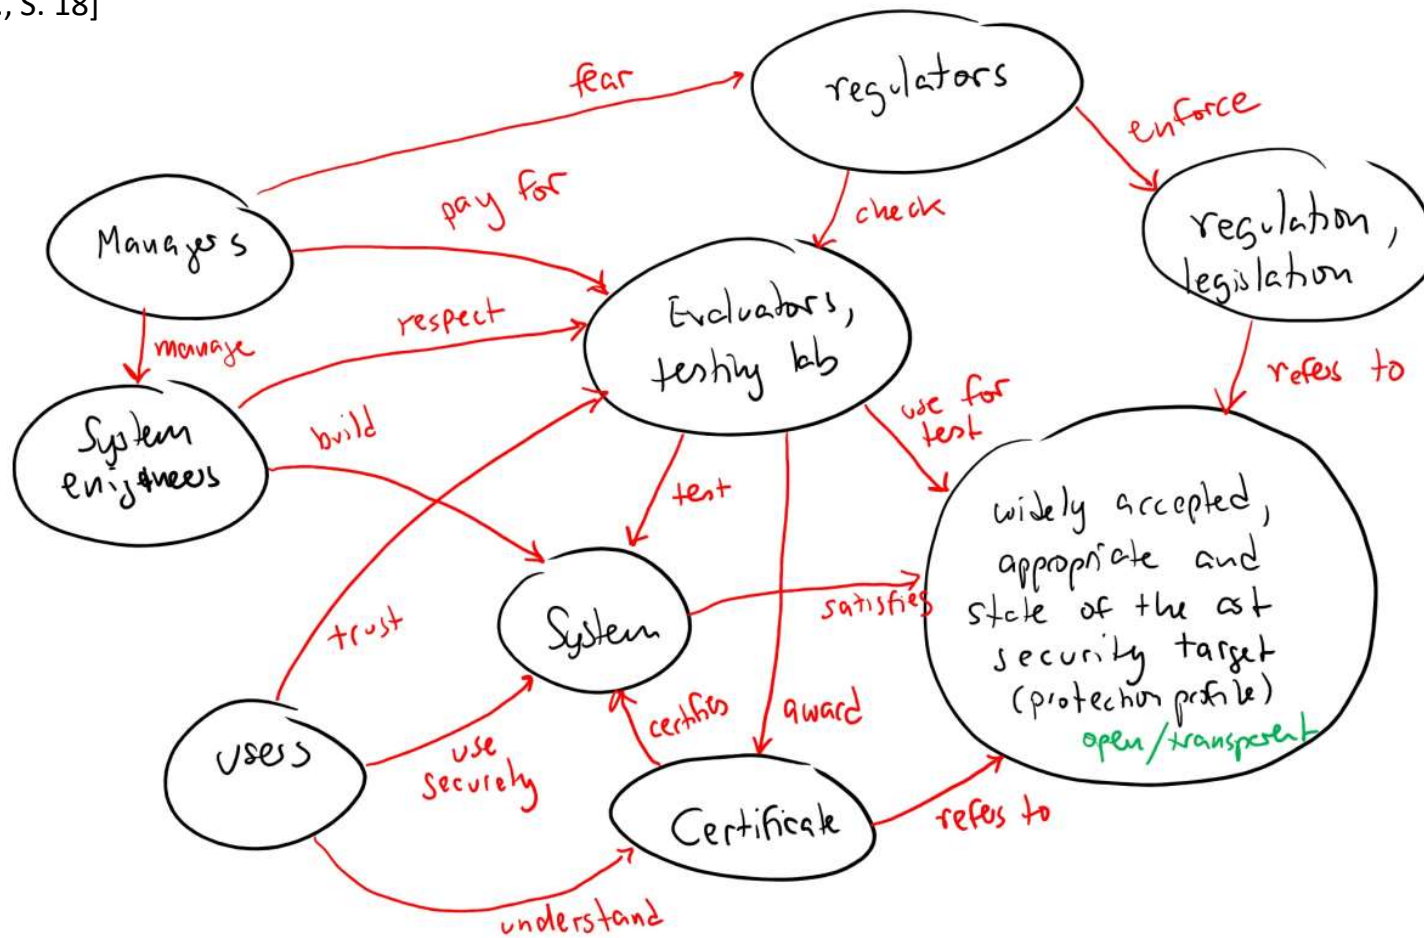 ., S. 18]
fear
regulators
enforce
pay for
check
Managers
regulation,
legislation
respect
manage
Evaluators,
testing lab
refers to
System
build
use for
test
test
widely accepted,
appropriate and
state of the art
security target
(protection profile)
open/transparent
satisfies
System
trust
certifies
award
users
use
securely
Certificate
refers to
understand